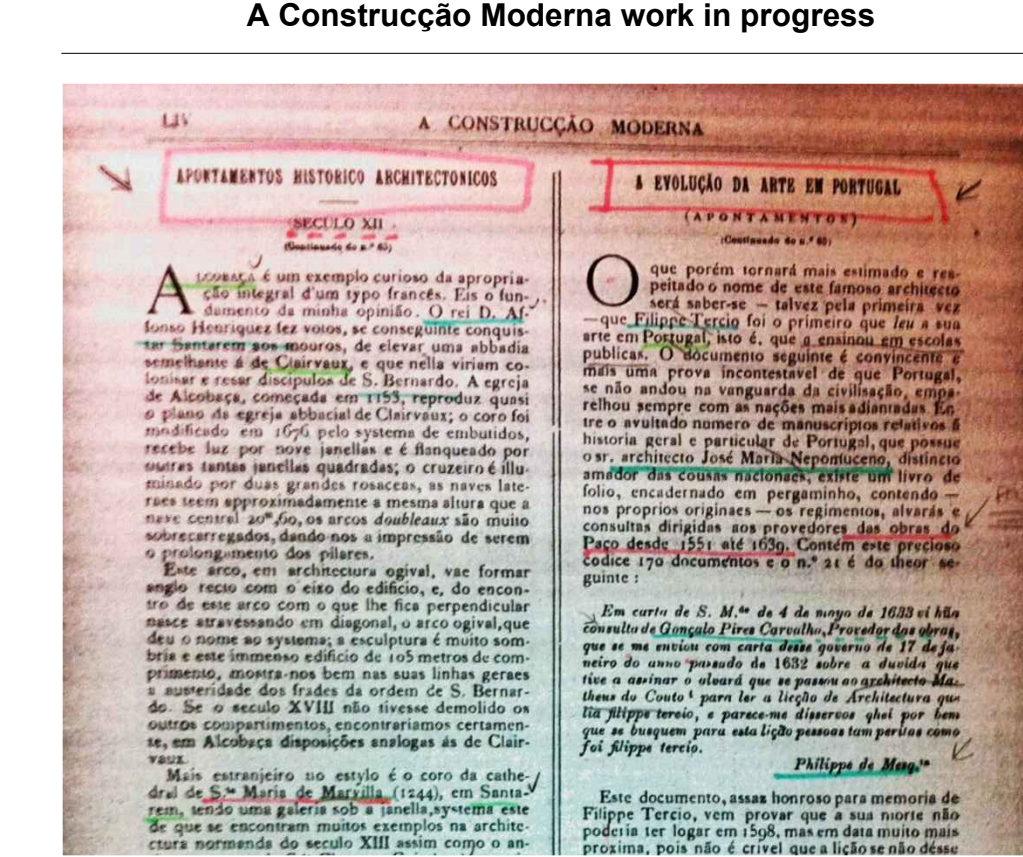 A Construcção Moderna work in progress
LIV
A CONSTRUCÇÃO MODERNA
APONTAMENTOS HISTORICO ARCHITECTONICOS
SECULO XII
(Continuado do n.º 60)
ALCOBAÇA é um exemplo curioso da apropria-
ção integral d'um typo francês. Eis o fun-
damento da minha opinião. O rei D. Af-
fonso Henriquez fez votos, se conseguinte conquis-
tar Santarem aos mouros, de elevar uma abbadia
semelhante á de Clairvaux, e que nella viriam co-
lonisar e resar discipulos de S. Bernardo. A egreja
de Alcobaça, começada em 1153, reproduz quasi
o plano da egreja abbacial de Clairvaux; o coro foi
modificado em 1676 pelo systema de embutidos,
recebe luz por nove janellas e é flanqueado por
outras tantas janellas quadradas; o cruzeiro é illu-
minado por duas grandes rosaceas, as naves late-
raes teem approximadamente a mesma altura que a
nave central 20ᵐ,60, os arcos doubleaux são muito
sobrecarregados, dando-nos a impressão de serem
o prolongamento dos pilares.
Este arco, em architectura ogival, vae formar
anglo recto com o eixo do edificio, e, do encon-
tro de este arco com o que lhe fica perpendicular
nasce atravessando em diagonal, o arco ogival, que
deu o nome ao systema; a esculptura é muito som-
bria e este immenso edificio de 105 metros de com-
primento, mostra-nos bem nas suas linhas geraes
a austeridade dos frades da ordem de S. Bernar-
do. Se o seculo XVIII não tivesse demolido os
outros compartimentos, encontrariamos certamen-
te, em Alcobaça disposições analogas ás de Clair-
vaux.
Mais estranjeiro no estylo é o coro da cathe-
dral de S.ᵗᵃ Maria de Marvilla (1244), em Santa-
rem, tendo uma galeria sob a janella, systema este
de que se encontram muitos exemplos na archite-
ctura normanda do seculo XIII assim como o an-
A EVOLUÇÃO DA ARTE EM PORTUGAL
(APONTAMENTOS)
(Continuado do n.º 60)
O que porém tornará mais estimado e res-
peitado o nome de este famoso architecto
será saber-se — talvez pela primeira vez
—que Filippe Tercio foi o primeiro que leu a sua
arte em Portugal, isto é, que a ensinou em escolas
publicas. O documento seguinte é convincente e
mais uma prova incontestavel de que Portugal,
se não andou na vanguarda da civilisação, empa-
relhou sempre com as nações mais adiantadas. En
tre o avultado numero de manuscriptos relativos á
historia geral e particular de Portugal, que possue
o sr. architecto José Maria Nepomuceno, distincto
amador das cousas nacionaes, existe um livro de
folio, encadernado em pergaminho, contendo —
nos proprios originaes — os regimentos, alvarás e
consultas dirigidas aos provedores das obras do
Paço desde 1551 até 1639. Contém este precioso
codice 170 documentos e o n.º 21 é do theor se-
guinte :
Em carta de S. M.ᵈᵉ de 4 de mayo de 1633 vi hũa
consulta de Gonçalo Pires Carvalho, Provedor das obras,
que se me enviou com carta desse governo de 17 de ja-
neiro do anno passado de 1632 sobre a duvida que
tive a assinar o alvará que se passou ao architecto Ma-
theus do Couto ¹ para ler a licção de Architectura que
lia filippe tercio, e parece-me dizervos qhei por bem
que se busquem para esta lição pessoas tam peritas como
foi filippe tercio.
Philippe de Mesq.ᵗᵃ
Este documento, assaz honroso para memoria de
Filippe Tercio, vem provar que a sua morte não
poderia ter logar em 1598, mas em data muito mais
proxima, pois não é crivel que a lição se não désse